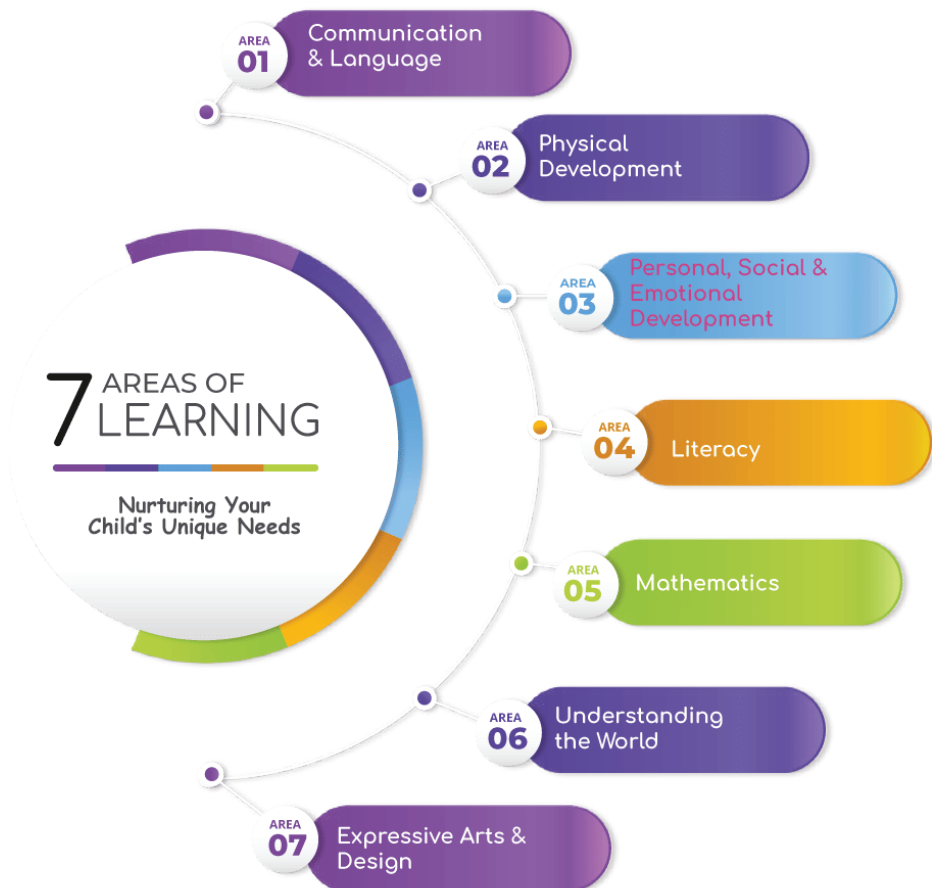 AREA
01
Communication
& Language
AREA
02
Physical
Development
AREA
03
Personal, Social &
Emotional
Development
7 AREAS OF
LEARNING
Nurturing Your
Child's Unique Needs
AREA
04
Literacy
AREA
05
Mathematics
AREA
06
Understanding
the World
AREA
07
Expressive Arts &
Design